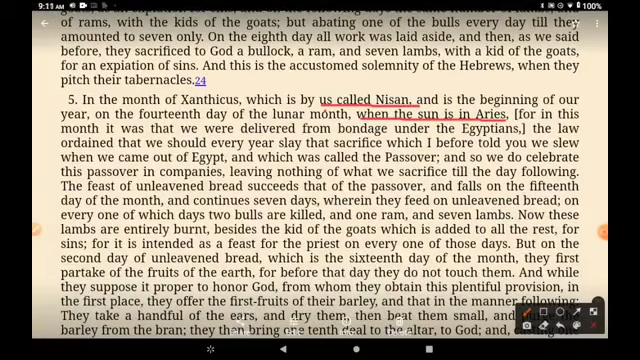 9:11 AM
100%
of rams, with the kids of the goats; but abating one of the bulls every day till they
amounted to seven only. On the eighth day all work was laid aside, and then, as we said
before, they sacrificed to God a bullock, a ram, and seven lambs, with a kid of the goats,
for an expiation of sins. And this is the accustomed solemnity of the Hebrews, when they
pitch their tabernacles.24
5. In the month of Xanthicus, which is by us called Nisan, and is the beginning of our
year, on the fourteenth day of the lunar month, when the sun is in Aries, [for in this
month it was that we were delivered from bondage under the Egyptians,] the law
ordained that we should every year slay that sacrifice which I before told you we slew
when we came out of Egypt, and which was called the Passover; and so we do celebrate
this passover in companies, leaving nothing of what we sacrifice till the day following.
The feast of unleavened bread succeeds that of the passover, and falls on the fifteenth
day of the month, and continues seven days, wherein they feed on unleavened bread; on
every one of which days two bulls are killed, and one ram, and seven lambs. Now these
lambs are entirely burnt, besides the kid of the goats which is added to all the rest, for
sins; for it is intended as a feast for the priest on every one of those days. But on the
second day of unleavened bread, which is the sixteenth day of the month, they first
partake of the fruits of the earth, for before that day they do not touch them. And while
they suppose it proper to honor God, from whom they obtain this plentiful provision,
in the first place, they offer the first-fruits of their barley, and that in the manner following:
They take a handful of the ears, and dry them, then beat them small, and the
barley from the bran; they then bring one tenth deal to the altar, to God; and,